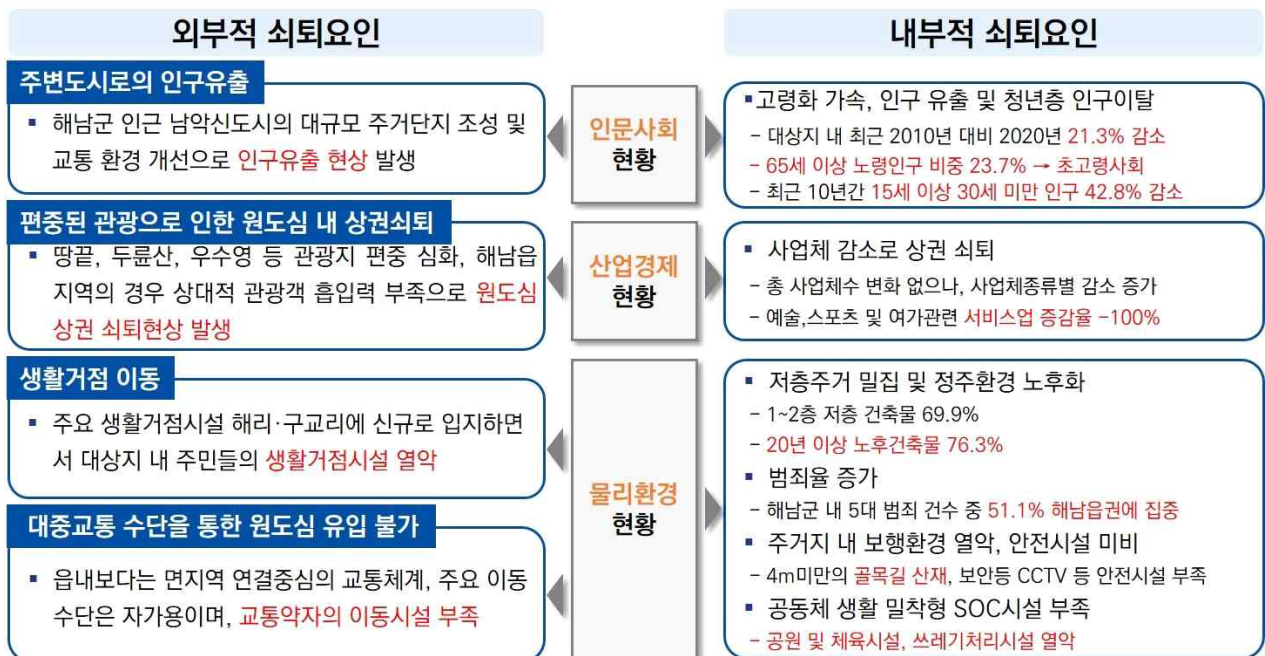 외부적 쇠퇴요인
주변도시로의 인구유출
▪ 해남군 인근 남악신도시의 대규모 주거단지 조성 및
교통 환경 개선으로 인구유출 현상 발생
편중된 관광으로 인한 원도심 내 상권쇠퇴
▪ 땅끝, 두륜산, 우수영 등 관광지 편중 심화, 해남읍
지역의 경우 상대적 관광객 흡입력 부족으로 원도심
상권 쇠퇴현상 발생
생활거점 이동
▪ 주요 생활거점시설 해리·구교리에 신규로 입지하면
서 대상지 내 주민들의 생활거점시설 열악
대중교통 수단을 통한 원도심 유입 불가
▪ 읍내보다는 면지역 연결중심의 교통체계, 주요 이동
수단은 자가용이며, 교통약자의 이동시설 부족
인문사회
현황
산업경제
현황
물리환경
현황
내부적 쇠퇴요인
▪고령화 가속, 인구 유출 및 청년층 인구이탈
- 대상지 내 최근 2010년 대비 2020년 21.3% 감소
- 65세 이상 노령인구 비중 23.7% → 초고령사회
- 최근 10년간 15세 이상 30세 미만 인구 42.8% 감소
▪ 사업체 감소로 상권 쇠퇴
- 총 사업체수 변화 없으나, 사업체종류별 감소 증가
- 예술,스포츠 및 여가관련 서비스업 증감율 -100%
▪ 저층주거 밀집 및 정주환경 노후화
- 1~2층 저층 건축물 69.9%
- 20년 이상 노후건축물 76.3%
▪ 범죄율 증가
- 해남군 내 5대 범죄 건수 중 51.1% 해남읍권에 집중
▪ 주거지 내 보행환경 열악, 안전시설 미비
- 4m미만의 골목길 산재, 보안등 CCTV 등 안전시설 부족
▪ 공동체 생활 밀착형 SOC시설 부족
- 공원 및 체육시설, 쓰레기처리시설 열악